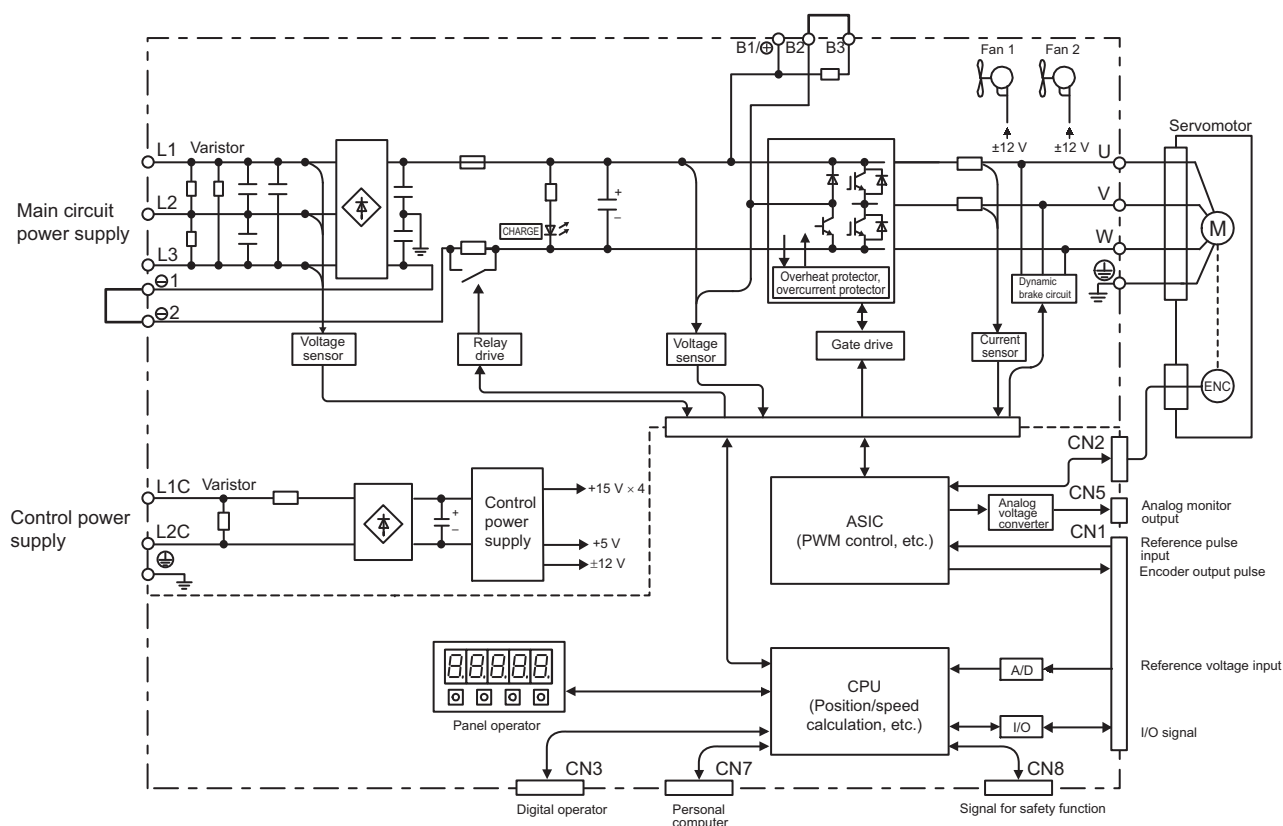 B1/⊕ B2 B3
Fan 1 Fan 2
±12 V ±12 V
Servomotor
L1 Varistor
U
Main circuit
power supply
L2
V
+
–
CHARGE
W
M
L3
⊖1
⊖2
Overheat protector,
overcurrent protector
Dynamic
brake circuit
Voltage
sensor
Relay
drive
Voltage
sensor
Gate drive
Current
sensor
ENC
CN2
Control power
supply
L1C Varistor
L2C
+
–
Control
power
supply
+15 V × 4
+5 V
±12 V
ASIC
(PWM control, etc.)
Analog
voltage
converter
CN5
Analog monitor
output
CN1
Reference pulse
input
Encoder output pulse
8.8.8.8.8.
Panel operator
CPU
(Position/speed
calculation, etc.)
A/D
Reference voltage input
I/O
I/O signal
CN3
Digital operator
CN7
Personal
computer
CN8
Signal for safety function